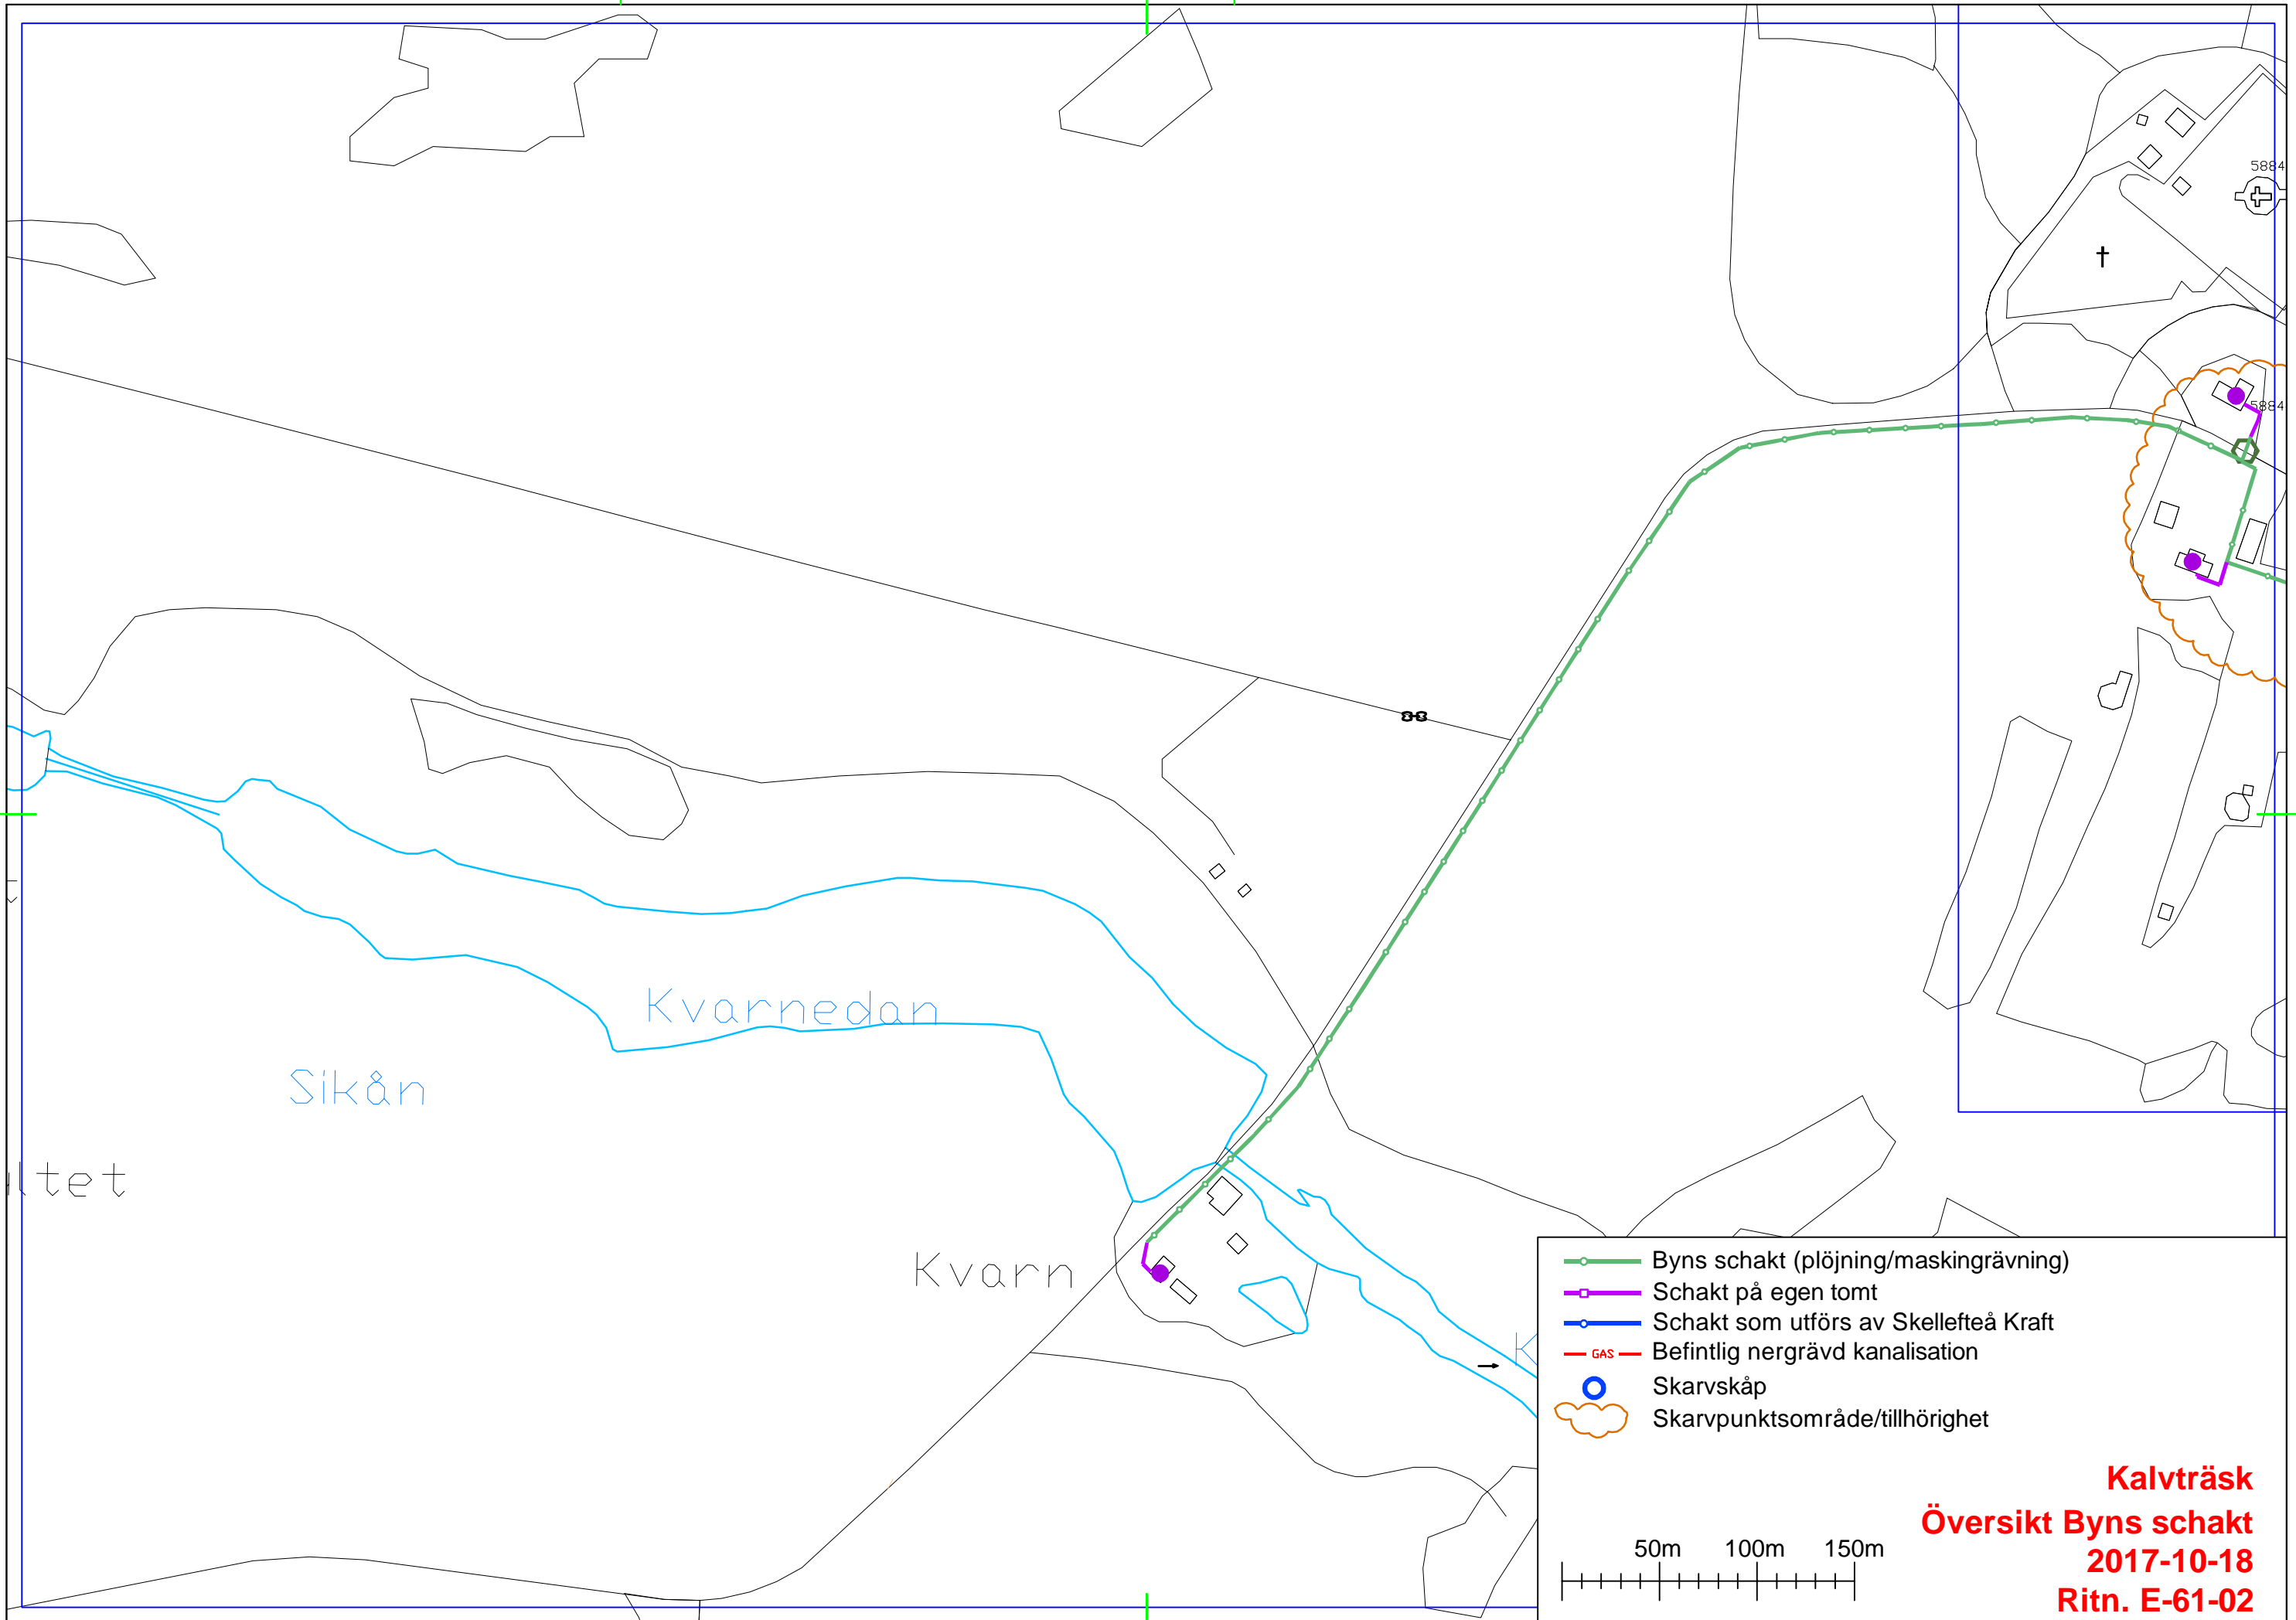 5884
5884
Kvarnedan
Sikån
ltet
Kvarn
K
Byns schakt (plöjning/maskingrävning)
Schakt på egen tomt
Schakt som utförs av Skellefteå Kraft
GAS Befintlig nergrävd kanalisation
Skarvskåp
Skarvpunktsområde/tillhörighet
Kalvträsk
Översikt Byns schakt
2017-10-18
Ritn. E-61-02
50m 100m 150m